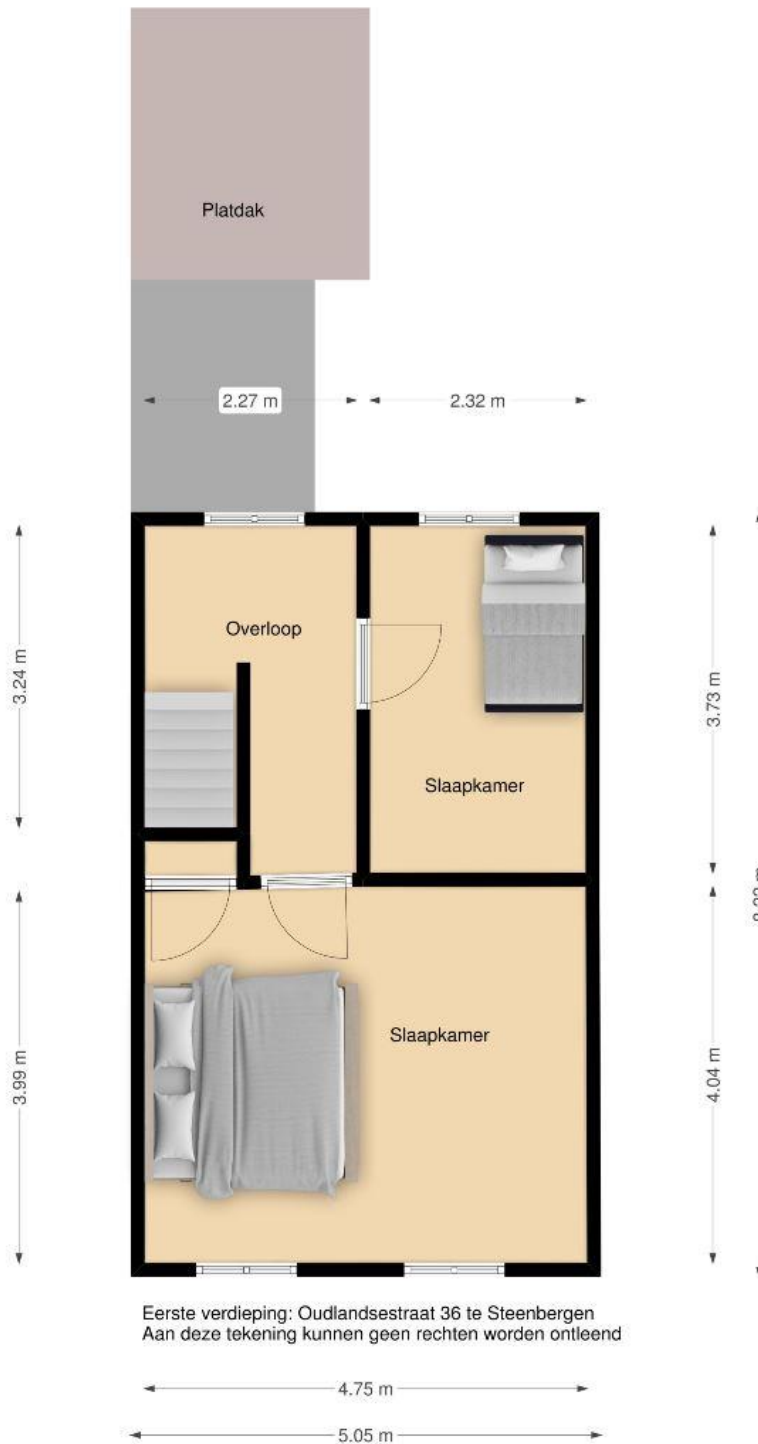 Platdak
2.27 m
2.32 m
Overloop
3.24 m
3.73 m
Slaapkamer
Slaapkamer
3.99 m
4.04 m
Eerste verdieping: Oudlandsestraat 36 te Steenbergen
Aan deze tekening kunnen geen rechten worden ontleend
4.75 m
5.05 m